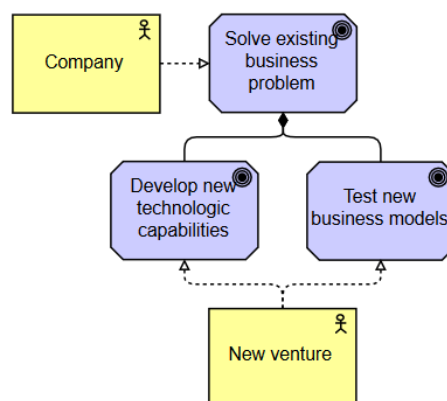 Company
Solve existing
business
problem
Develop new
technologic
capabilities
Test new
business models
New venture